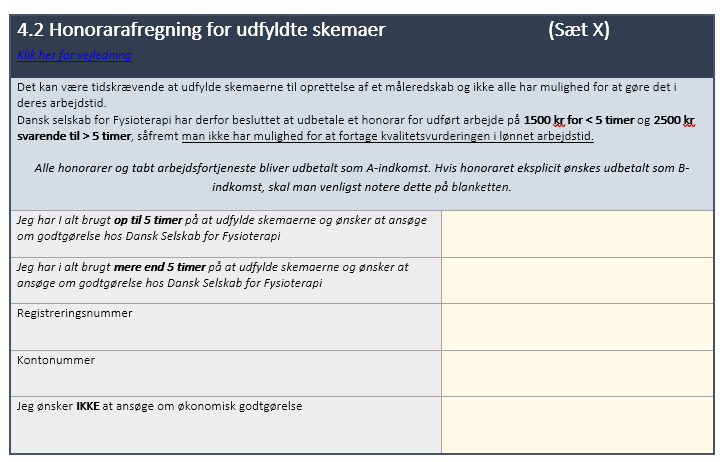 4.2 Honorarafregning for udfyldte skemaer (Sæt X)
Klik her for vejledning
Det kan være tidskrævende at udfylde skemaerne til oprettelse af et måleredskab og ikke alle har mulighed for at gøre det i
deres arbejdstid.
Dansk selskab for Fysioterapi har derfor besluttet at udbetale et honorar for udført arbejde på 1500 kr for < 5 timer og 2500 kr
svarende til > 5 timer, såfremt man ikke har mulighed for at fortage kvalitetsvurderingen i lønnet arbejdstid.
Alle honorarer og tabt arbejdsfortjeneste bliver udbetalt som A-indkomst. Hvis honoraret eksplicit ønskes udbetalt som B-
indkomst, skal man venligst notere dette på blanketten.
Jeg har I alt brugt op til 5 timer på at udfylde skemaerne og ønsker at ansøge
om godtgørelse hos Dansk Selskab for Fysioterapi
Jeg har i alt brugt mere end 5 timer på at udfylde skemaerne og ønsker at
ansøge om godtgørelse hos Dansk Selskab for Fysioterapi
Registreringsnummer
Kontonummer
Jeg ønsker IKKE at ansøge om økonomisk godtgørelse